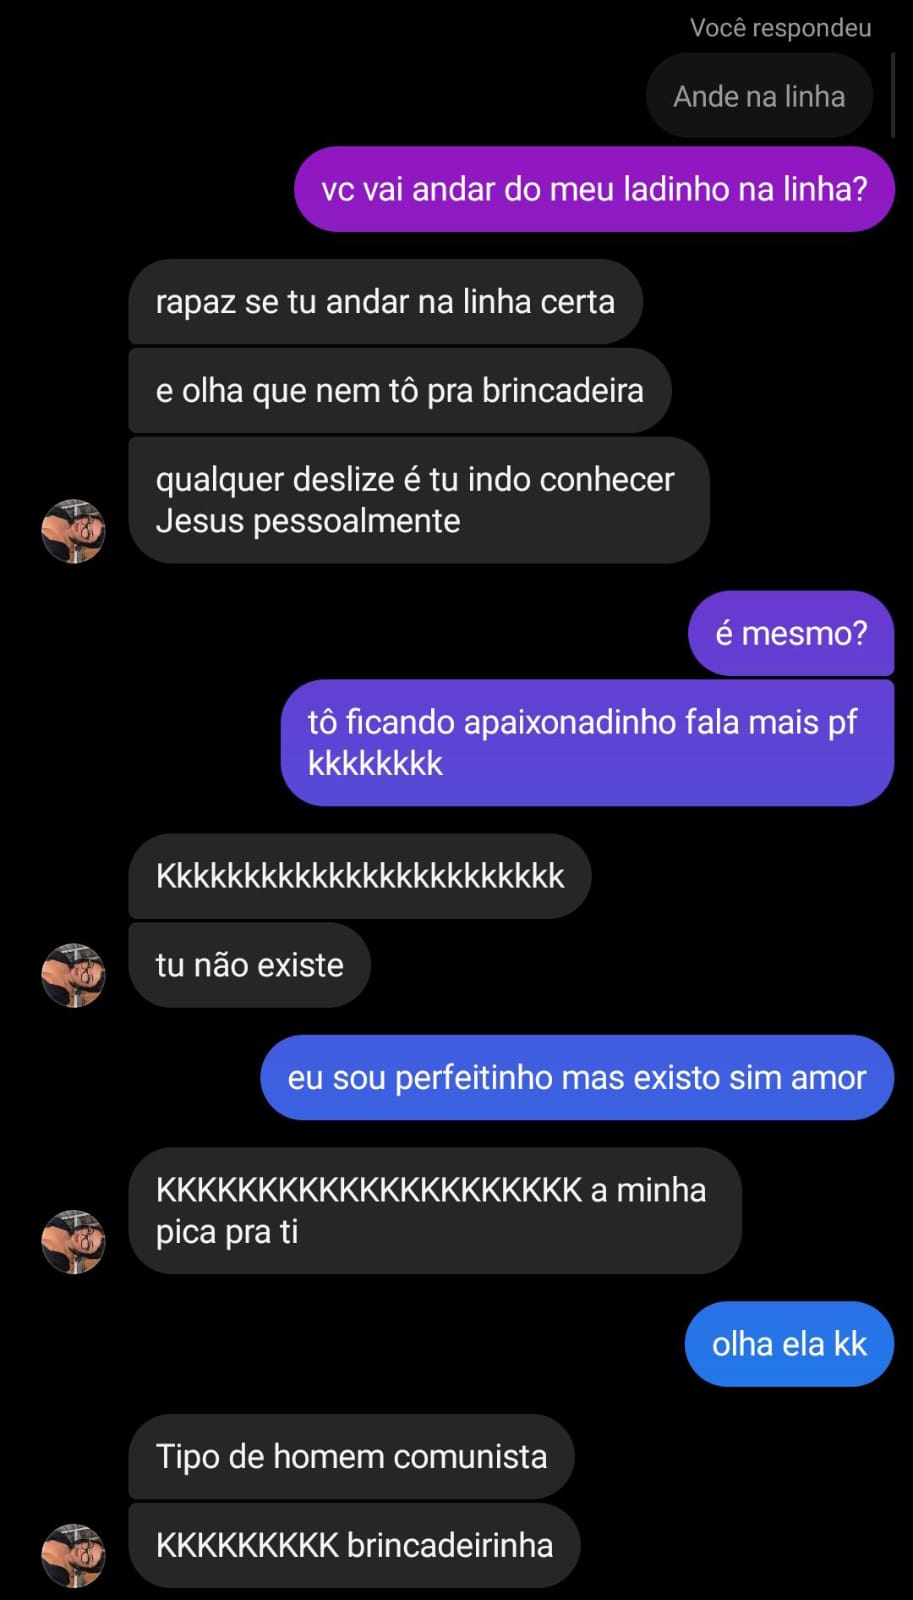 Você respondeu
Ande na linha
vc vai andar do meu ladinho na linha?
rapaz se tu andar na linha certa
e olha que nem tô pra brincadeira
qualquer deslize é tu indo conhecer
Jesus pessoalmente
é mesmo?
tô ficando apaixonadinho fala mais pf
kkkkkkkk
Kkkkkkkkkkkkkkkkkkkkkkkkk
tu não existe
eu sou perfeitinho mas existo sim amor
KKKKKKKKKKKKKKKKKKKKK a minha
pica pra ti
olha ela kk
Tipo de homem comunista
KKKKKKKKK brincadeirinha